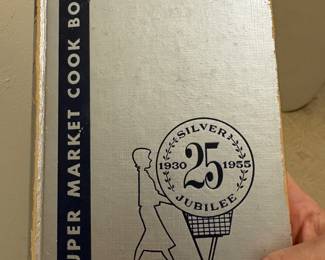 UPER MARKET COOK BO
SILVER
1930 25 1955
JUBILEE